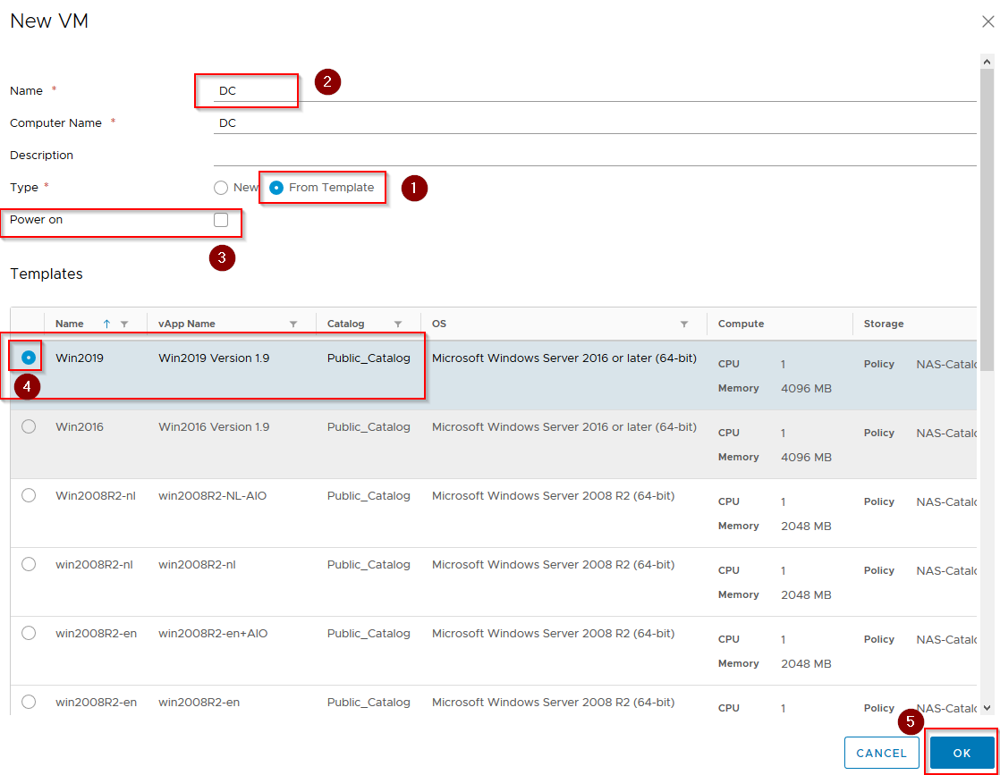 New VM
Name * DC 2
Computer Name * DC
Description
Type * New From Template 1
Power on
3
Templates
Name vApp Name Catalog OS Compute Storage
Win2019 Win2019 Version 1.9 Public_Catalog Microsoft Windows Server 2016 or later (64-bit) CPU 1 Policy NAS-Catalo
4 Memory 4096 MB
Win2016 Win2016 Version 1.9 Public_Catalog Microsoft Windows Server 2016 or later (64-bit) CPU 1 Policy NAS-Catalo
Memory 4096 MB
Win2008R2-nl win2008R2-NL-AIO Public_Catalog Microsoft Windows Server 2008 R2 (64-bit) CPU 1 Policy NAS-Catalo
Memory 2048 MB
win2008R2-nl win2008R2-nl Public_Catalog Microsoft Windows Server 2008 R2 (64-bit) CPU 1 Policy NAS-Catalo
Memory 2048 MB
win2008R2-en win2008R2-en+AIO Public_Catalog Microsoft Windows Server 2008 R2 (64-bit) CPU 1 Policy NAS-Catalo
Memory 2048 MB
win2008R2-en win2008R2-en Public_Catalog Microsoft Windows Server 2008 R2 (64-bit) CPU 1 Policy NAS-Catalo
5
CANCEL OK